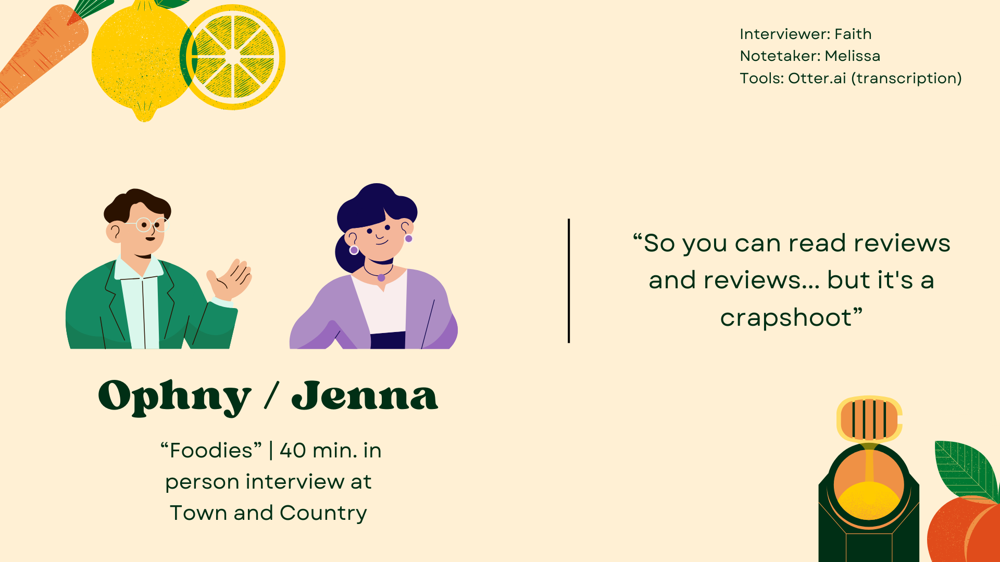 Interviewer: Faith
Notetaker: Melissa
Tools: Otter.ai (transcription)
“So you can read reviews
and reviews... but it's a
crapshoot”
Ophny / Jenna
“Foodies” | 40 min. in
person interview at
Town and Country